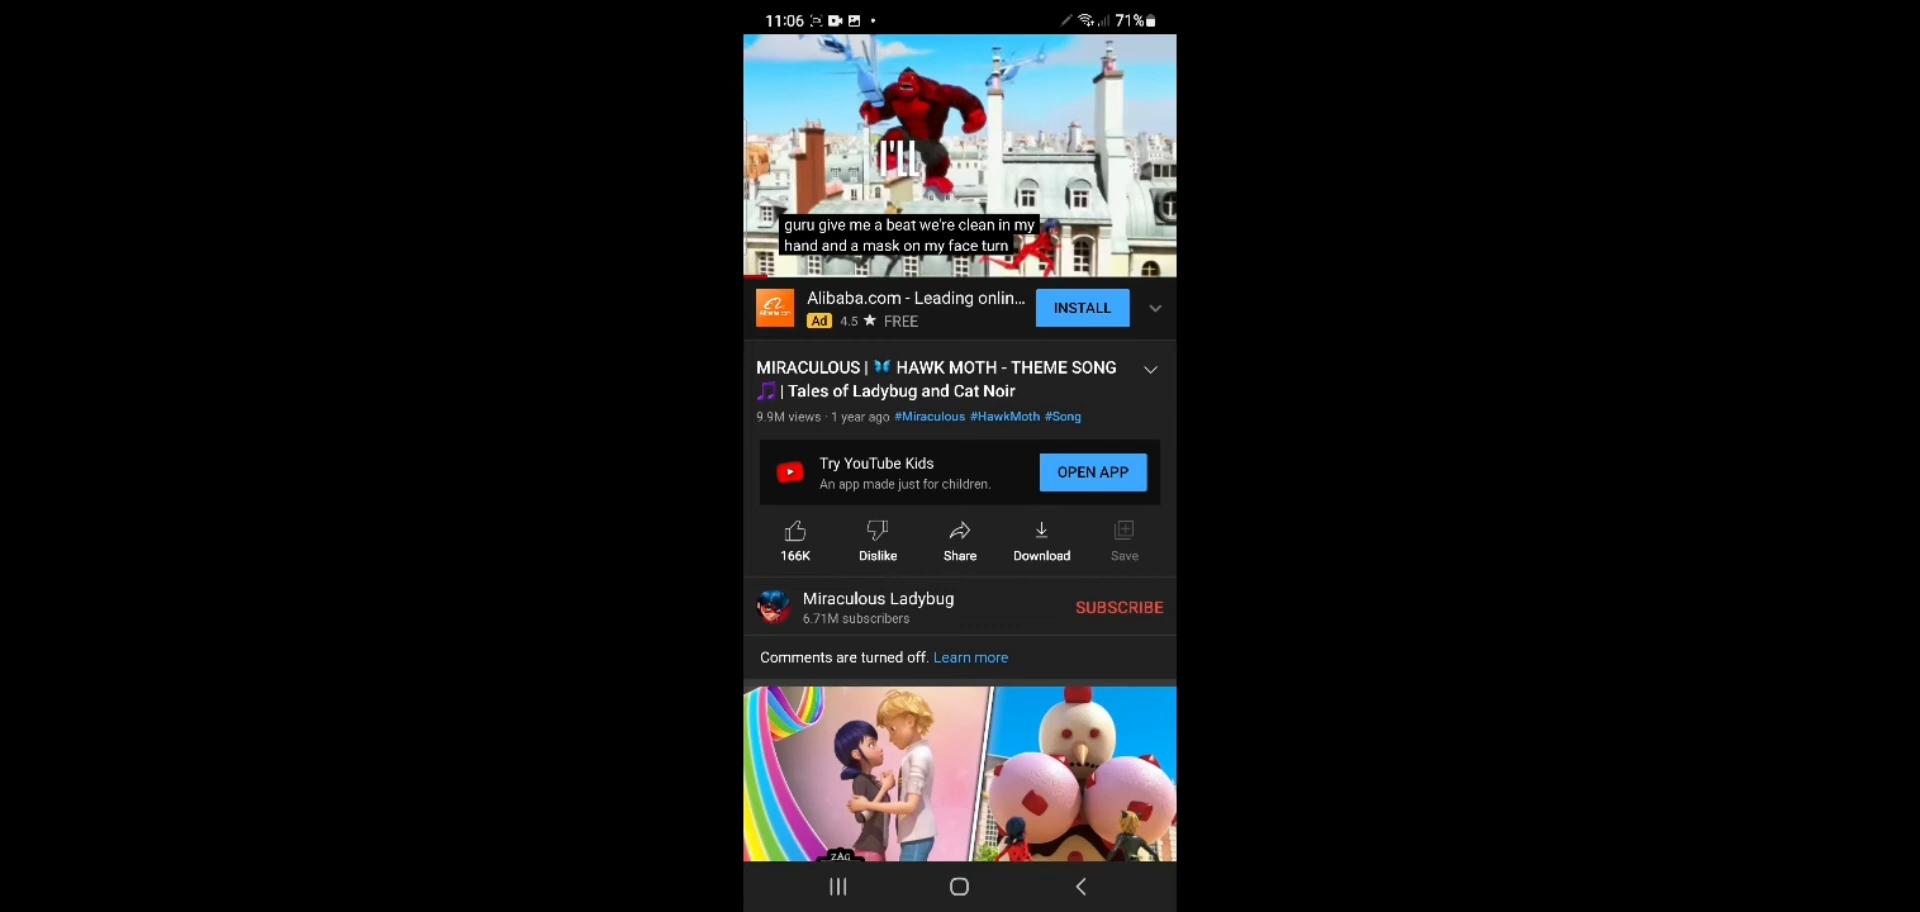 11:06
71%
I'LL
guru give me a beat we're clean in my
hand and a mask on my face turn
Alibaba.com - Leading onlin...
INSTALL
Ad 4.5 ★ FREE
MIRACULOUS | 🦋 HAWK MOTH - THEME SONG
🎵 | Tales of Ladybug and Cat Noir
9.9M views · 1 year ago #Miraculous #HawkMoth #Song
Try YouTube Kids
An app made just for children.
OPEN APP
166K Dislike Share Download Save
Miraculous Ladybug
6.71M subscribers
SUBSCRIBE
Comments are turned off. Learn more
ZAG